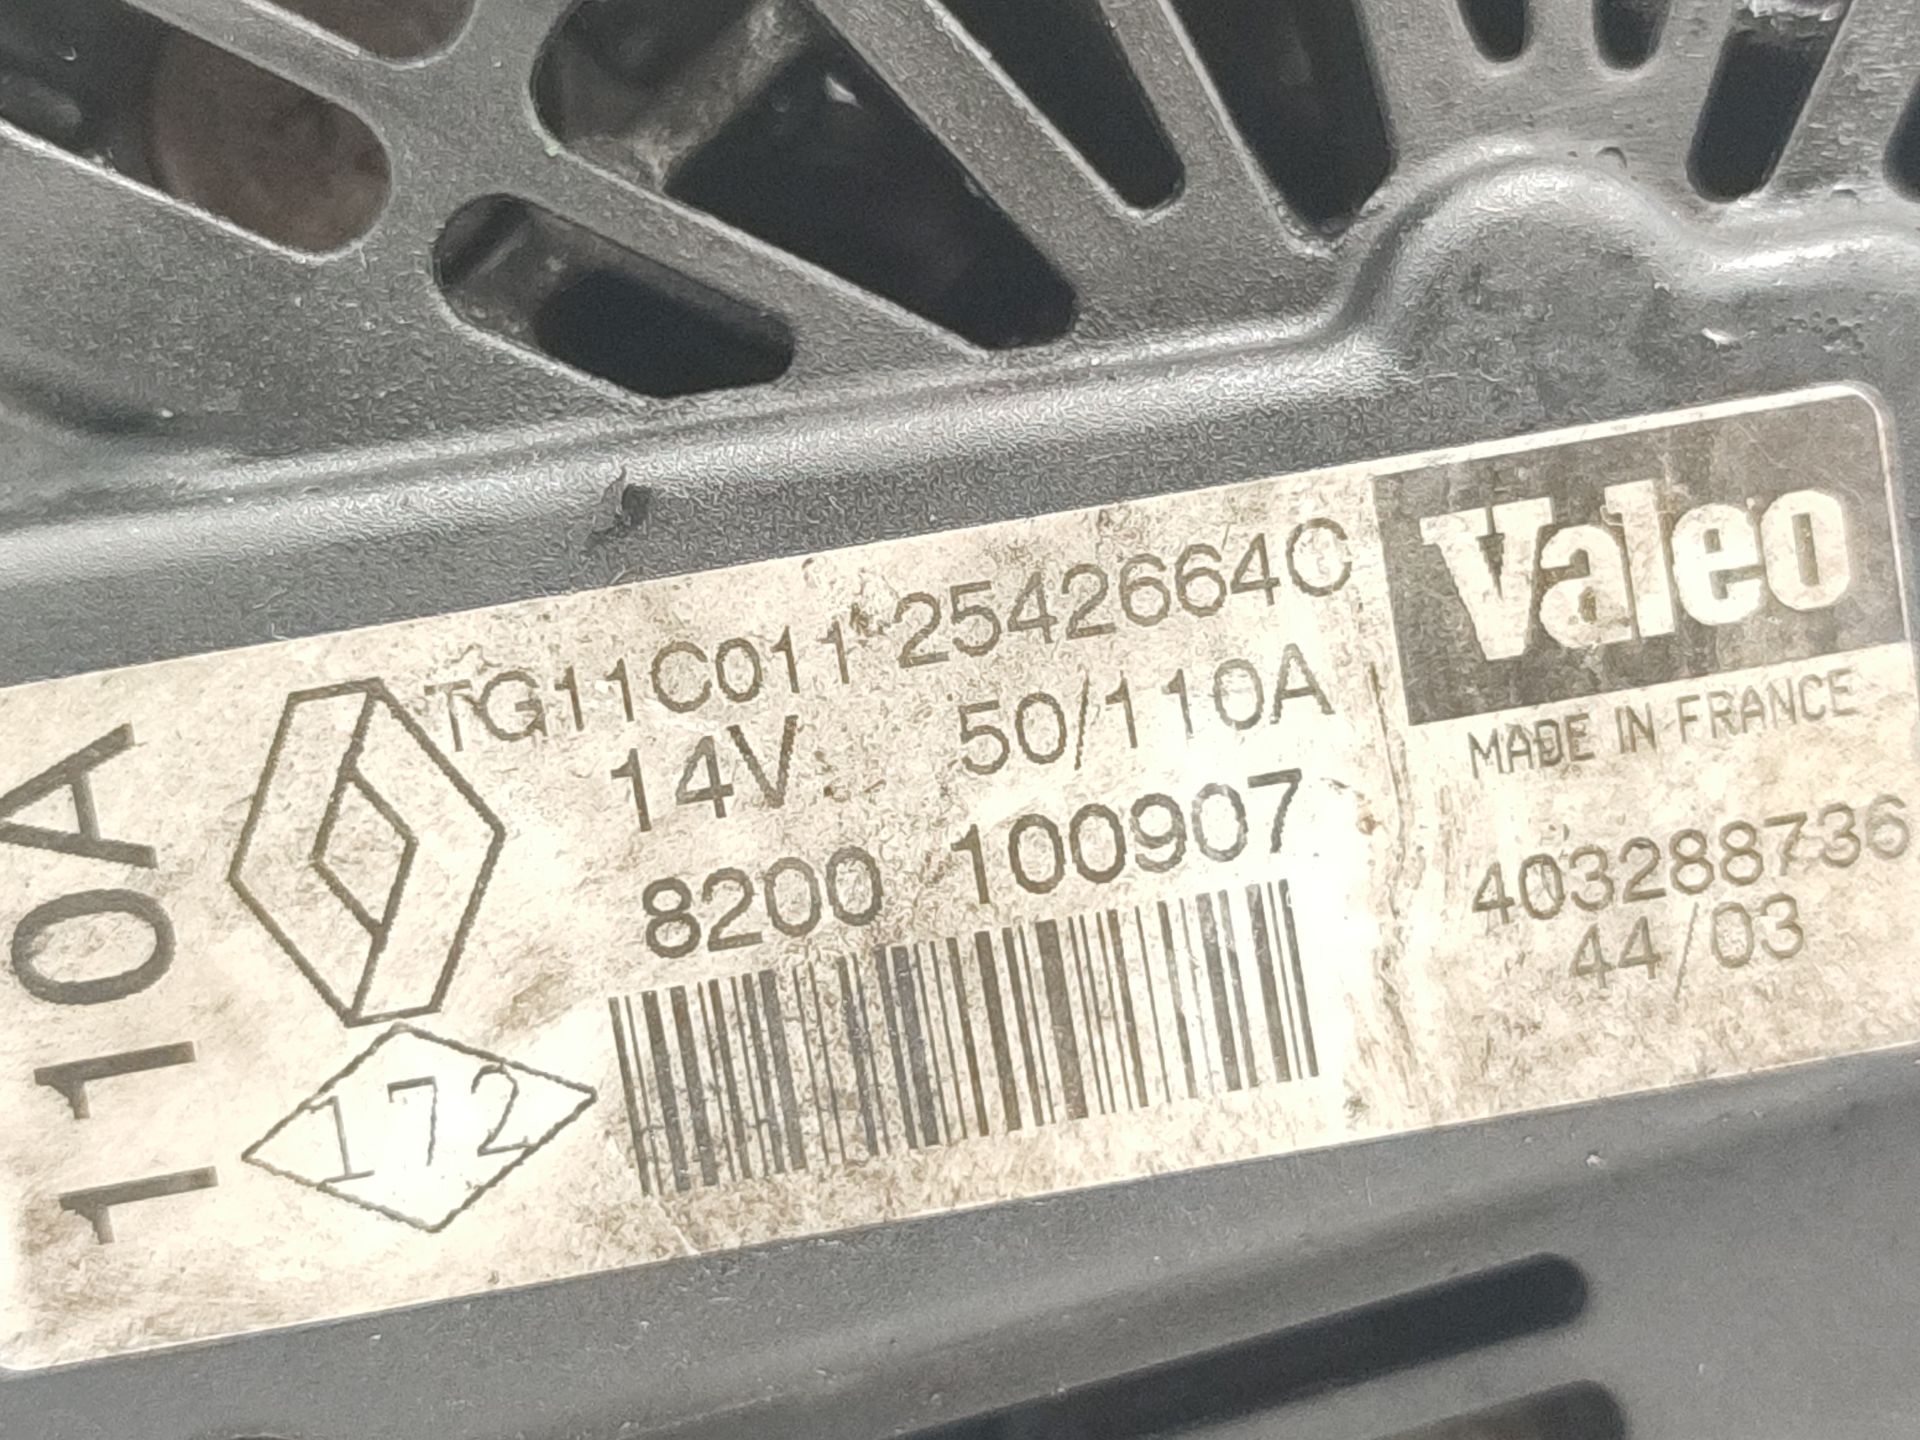 110A
TG11C011 2542664C
14V 50/110A
8200 100907
172
Valeo
MADE IN FRANCE
403288736
44/03